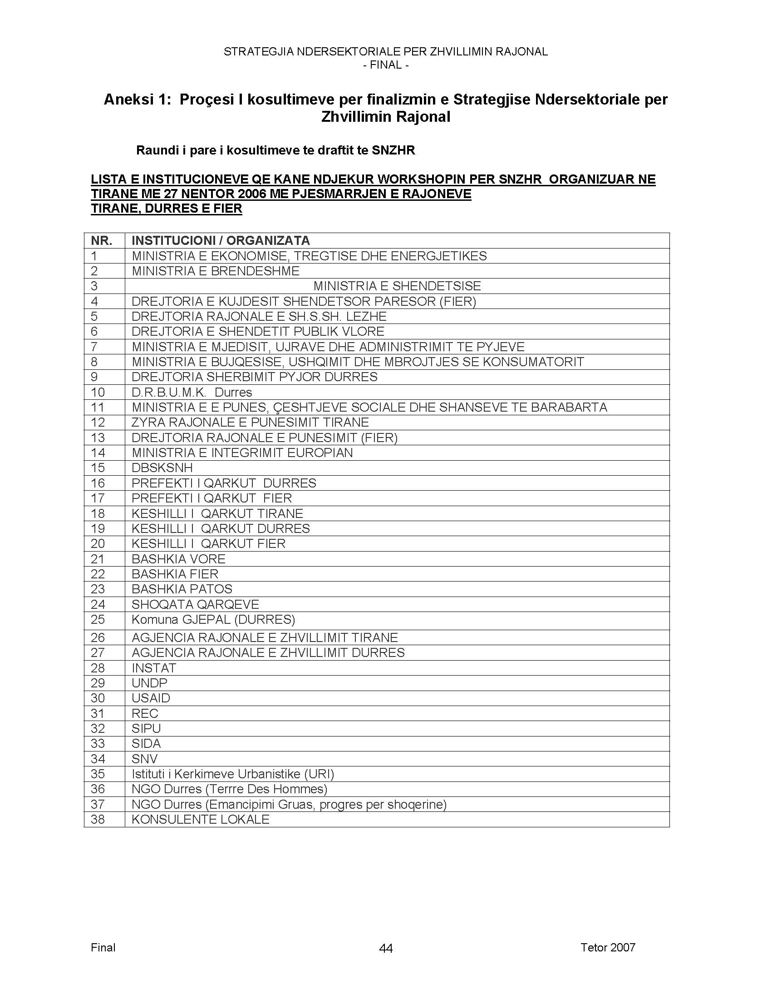 STRATEGJIA NDERSEKTORIALE PER ZHVILLIMIN RAJONAL
- FINAL -
Aneksi 1:  Proçesi I kosultimeve per finalizmin e Strategjise Ndersektoriale per
Zhvillimin Rajonal
Raundi i pare i kosultimeve te draftit te SNZHR
LISTA E INSTITUCIONEVE QE KANE NDJEKUR WORKSHOPIN PER SNZHR  ORGANIZUAR NE
TIRANE ME 27 NENTOR 2006 ME PJESMARRJEN E RAJONEVE
TIRANE, DURRES E FIER
NR. INSTITUCIONI / ORGANIZATA
1 MINISTRIA E EKONOMISE, TREGTISE DHE ENERGJETIKES
2 MINISTRIA E BRENDESHME
3 MINISTRIA E SHENDETSISE
4 DREJTORIA E KUJDESIT SHENDETSOR PARESOR (FIER)
5 DREJTORIA RAJONALE E SH.S.SH. LEZHE
6 DREJTORIA E SHENDETIT PUBLIK VLORE
7 MINISTRIA E MJEDISIT, UJRAVE DHE ADMINISTRIMIT TE PYJEVE
8 MINISTRIA E BUJQESISE, USHQIMIT DHE MBROJTJES SE KONSUMATORIT
9 DREJTORIA SHERBIMIT PYJOR DURRES
10 D.R.B.U.M.K.  Durres
11 MINISTRIA E E PUNES, ÇESHTJEVE SOCIALE DHE SHANSEVE TE BARABARTA
12 ZYRA RAJONALE E PUNESIMIT TIRANE
13 DREJTORIA RAJONALE E PUNESIMIT (FIER)
14 MINISTRIA E INTEGRIMIT EUROPIAN
15 DBSKSNH
16 PREFEKTI I QARKUT  DURRES
17 PREFEKTI I QARKUT  FIER
18 KESHILLI I  QARKUT TIRANE
19 KESHILLI I  QARKUT DURRES
20 KESHILLI I  QARKUT FIER
21 BASHKIA VORE
22 BASHKIA FIER
23 BASHKIA PATOS
24 SHOQATA QARQEVE
25 Komuna GJEPAL (DURRES)
26 AGJENCIA RAJONALE E ZHVILLIMIT TIRANE
27 AGJENCIA RAJONALE E ZHVILLIMIT DURRES
28 INSTAT
29 UNDP
30 USAID
31 REC
32 SIPU
33 SIDA
34 SNV
35 Istituti i Kerkimeve Urbanistike (URI)
36 NGO Durres (Terrre Des Hommes)
37 NGO Durres (Emancipimi Gruas, progres per shoqerine)
38 KONSULENTE LOKALE
Final 44 Tetor 2007